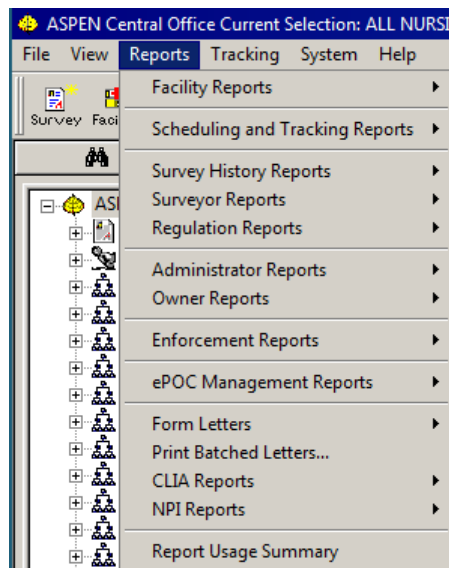 ASPEN Central Office Current Selection: ALL NURSI
File View Reports Tracking System Help
Survey Faci
ASI
Facility Reports
Scheduling and Tracking Reports
Survey History Reports
Surveyor Reports
Regulation Reports
Administrator Reports
Owner Reports
Enforcement Reports
ePOC Management Reports
Form Letters
Print Batched Letters...
CLIA Reports
NPI Reports
Report Usage Summary